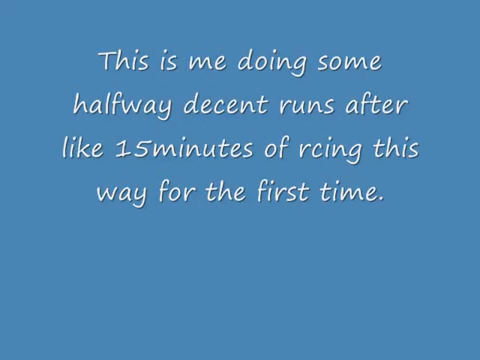 This is me doing some
halfway decent runs after
like 15minutes of rcing this
way for the first time.